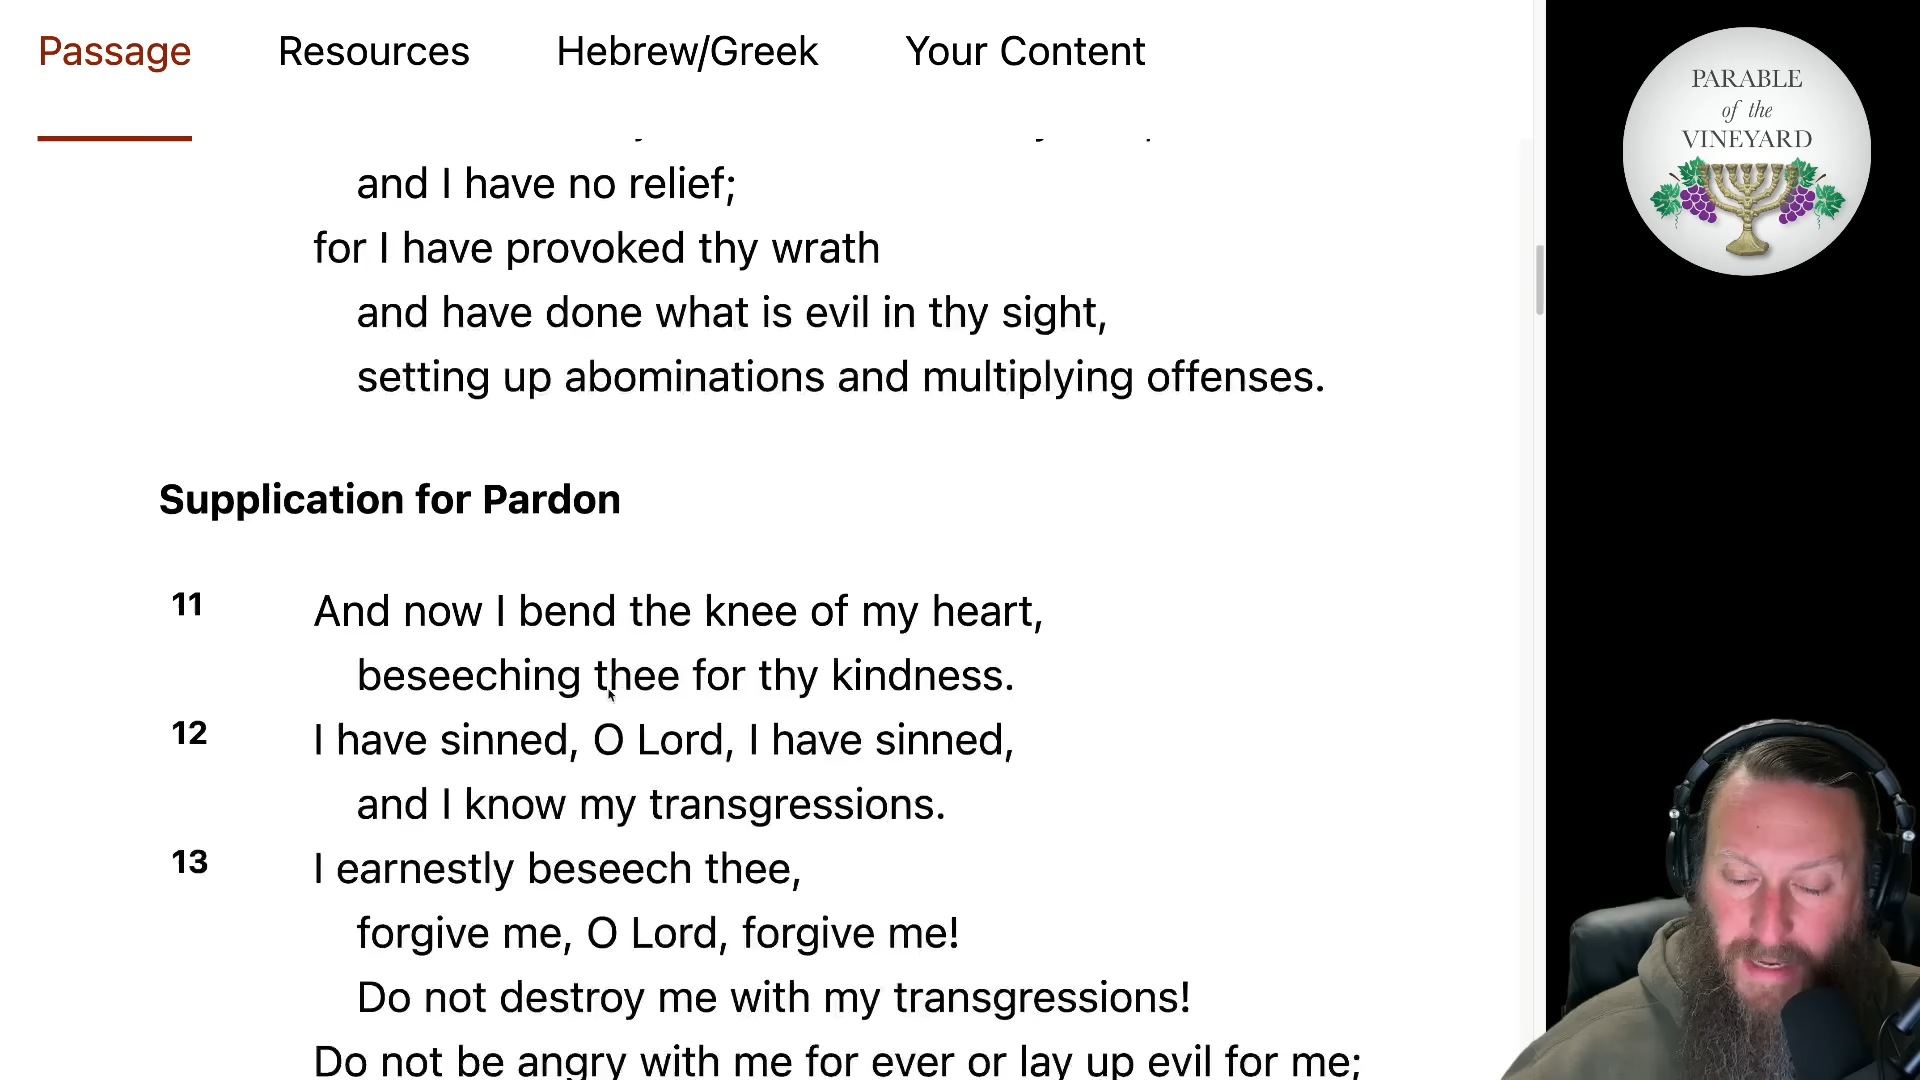 Passage Resources Hebrew/Greek Your Content
PARABLE
of the
VINEYARD
and I have no relief;
for I have provoked thy wrath
and have done what is evil in thy sight,
setting up abominations and multiplying offenses.
Supplication for Pardon
11 And now I bend the knee of my heart,
beseeching thee for thy kindness.
12 I have sinned, O Lord, I have sinned,
and I know my transgressions.
13 I earnestly beseech thee,
forgive me, O Lord, forgive me!
Do not destroy me with my transgressions!
Do not be angry with me for ever or lay up evil for me;